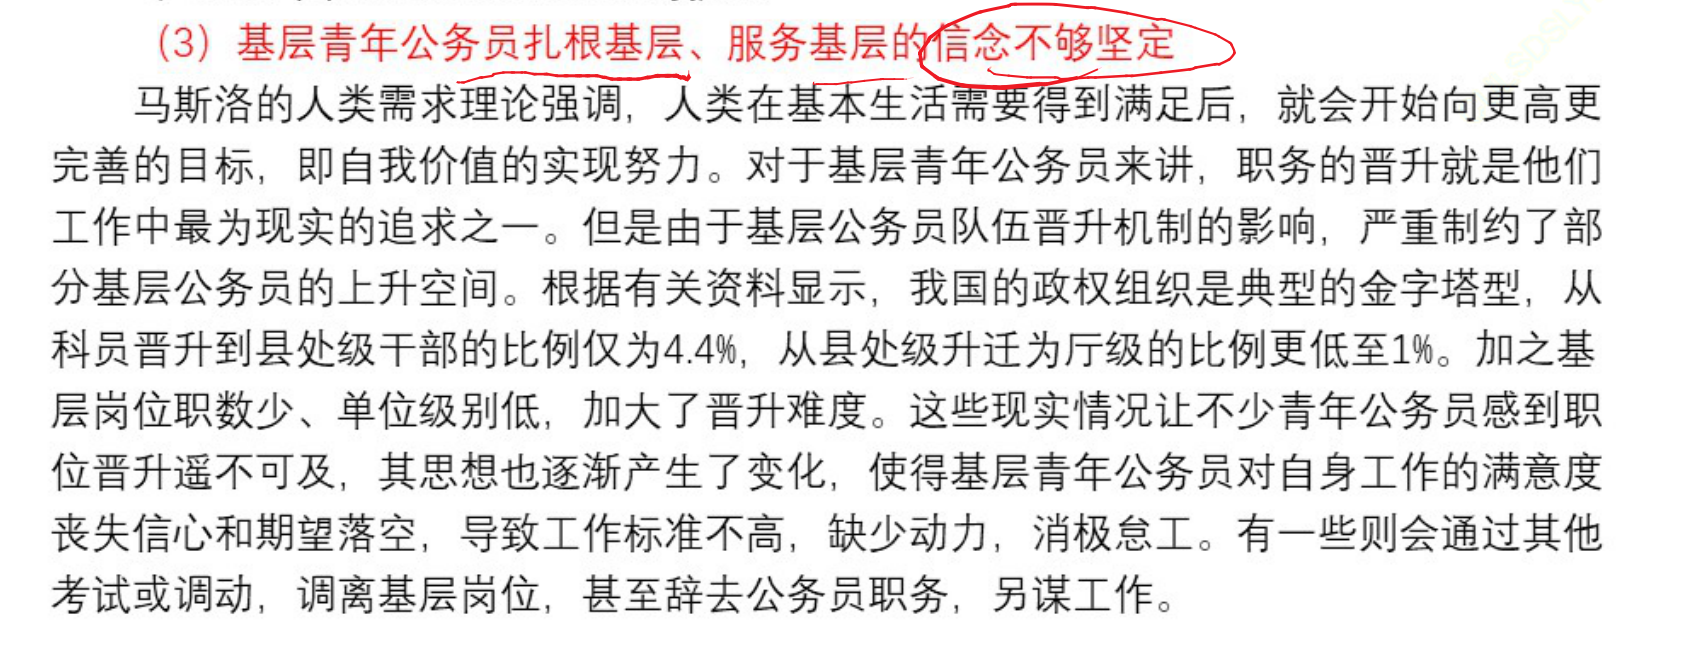 （3）基层青年公务员扎根基层、服务基层的信念不够坚定
马斯洛的人类需求理论强调，人类在基本生活需要得到满足后，就会开始向更高更
完善的目标，即自我价值的实现努力。对于基层青年公务员来讲，职务的晋升就是他们
工作中最为现实的追求之一。但是由于基层公务员队伍晋升机制的影响，严重制约了部
分基层公务员的上升空间。根据有关资料显示，我国的政权组织是典型的金字塔型，从
科员晋升到县处级干部的比例仅为4.4%，从县处级升迁为厅级的比例更低至1%。加之基
层岗位职数少、单位级别低，加大了晋升难度。这些现实情况让不少青年公务员感到职
位晋升遥不可及，其思想也逐渐产生了变化，使得基层青年公务员对自身工作的满意度
丧失信心和期望落空，导致工作标准不高，缺少动力，消极怠工。有一些则会通过其他
考试或调动，调离基层岗位，甚至辞去公务员职务，另谋工作。